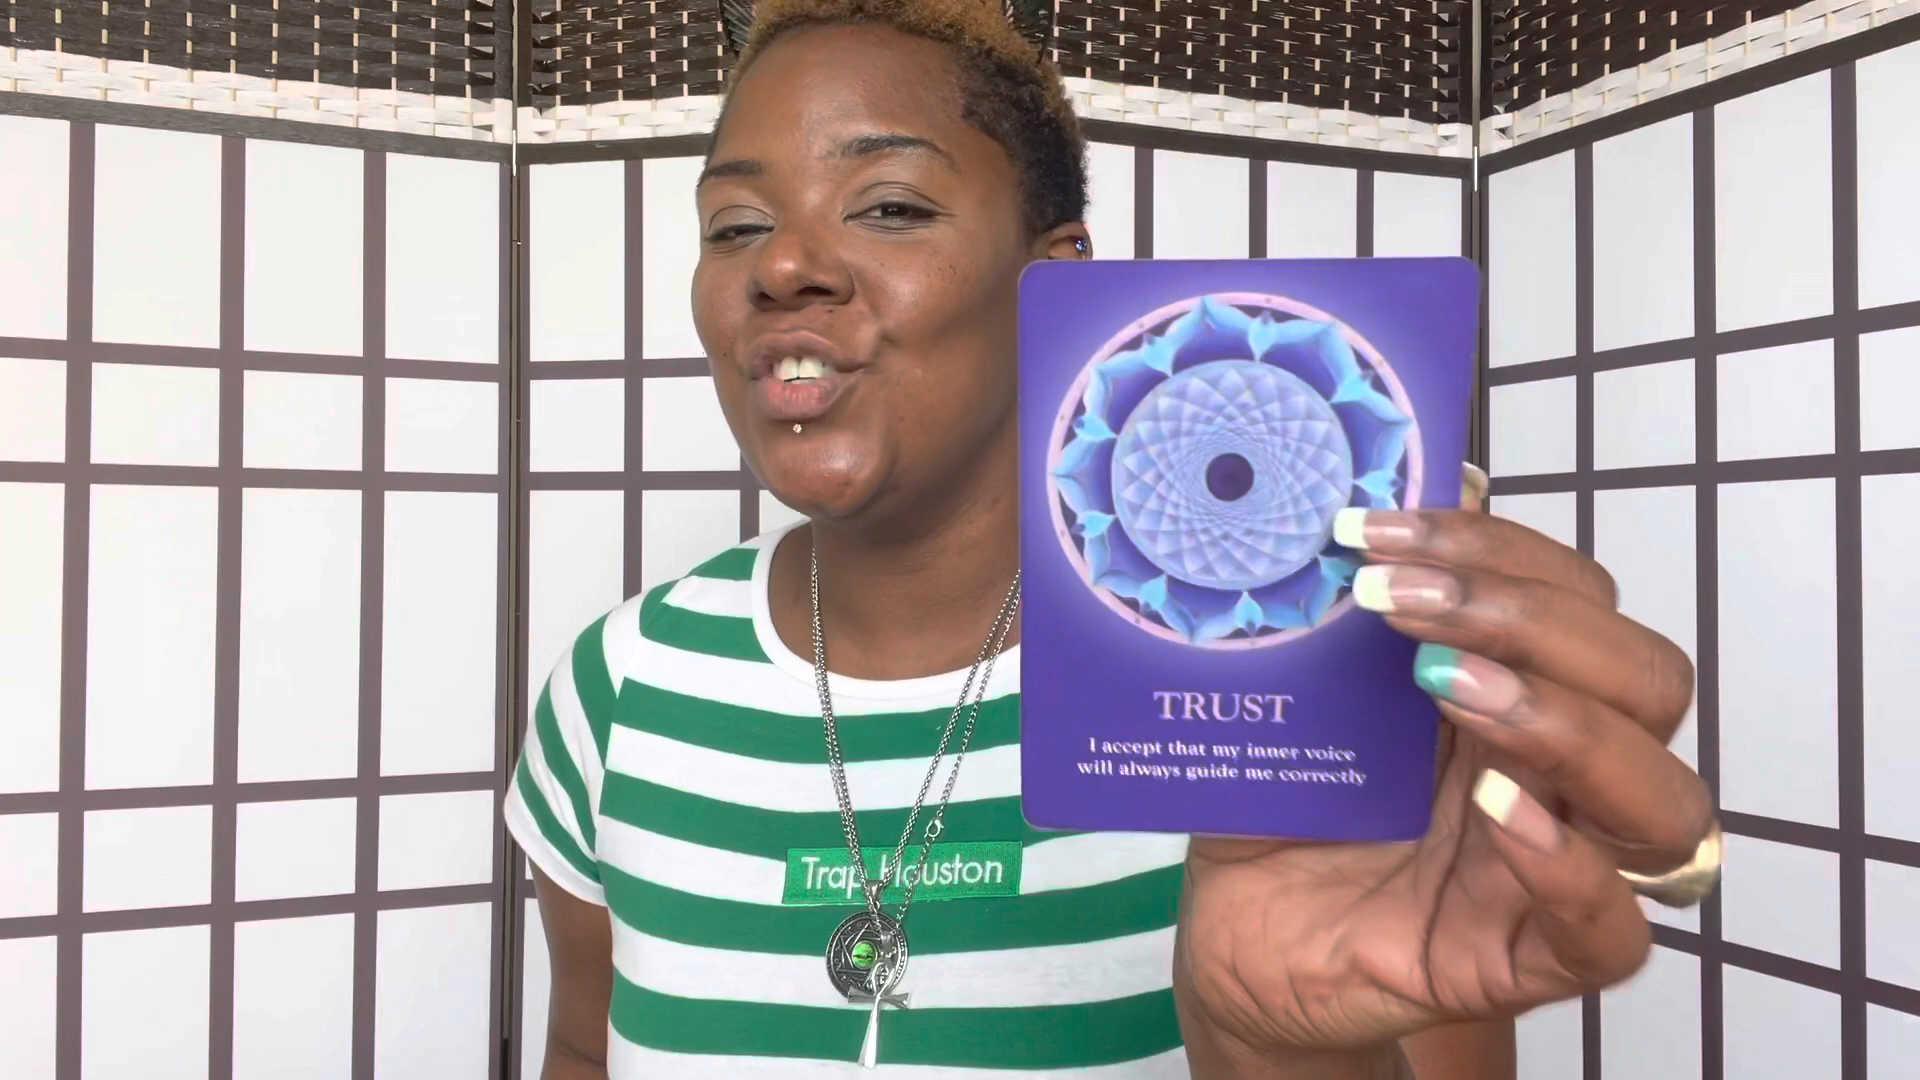 TRUST
I accept that my inner voice
will always guide me correctly
Trap Houston